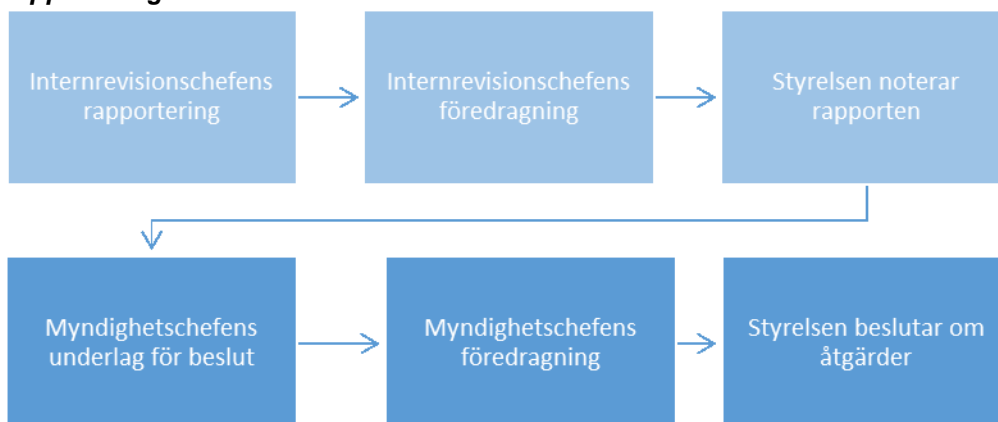 Internrevisionschefens
rapportering
Internrevisionschefens
föredragning
Styrelsen noterar
rapporten
Myndighetschefens
underlag för beslut
Myndighetschefens
föredragning
Styrelsen beslutar om
åtgärder